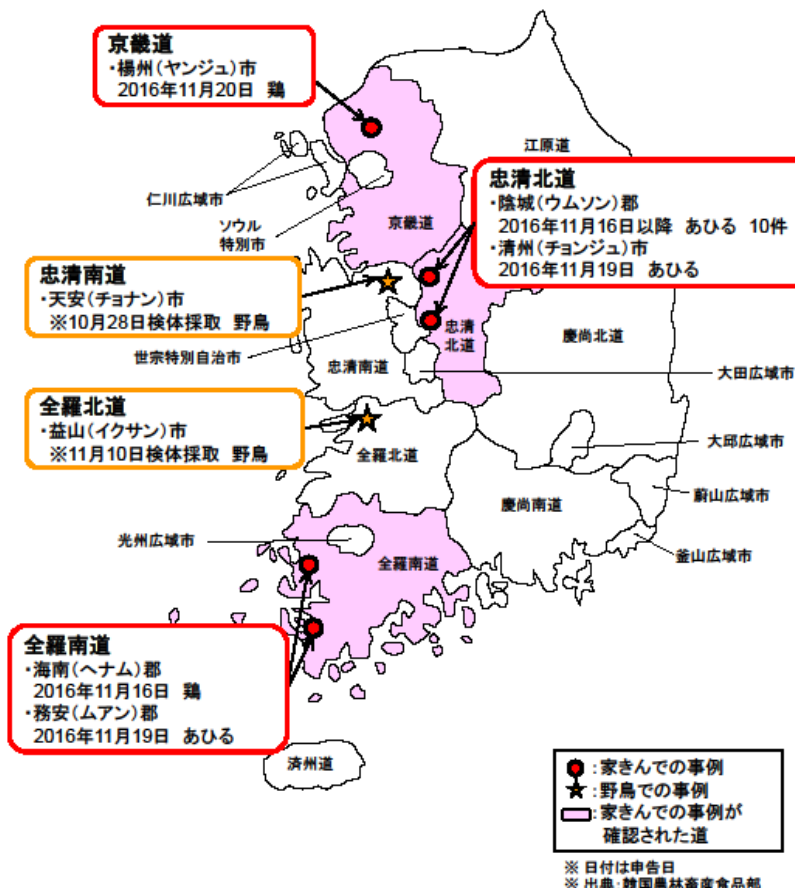 京畿道
・楊州(ヤンジュ)市
2016年11月20日 鶏
江原道
仁川広域市
ソウル
特別市
京畿道
忠清北道
・陰城(ウムソン)郡
2016年11月16日以降 あひる 10件
・清州(チョンジュ)市
2016年11月19日 あひる
忠清南道
・天安(チョナン)市
※10月28日検体採取 野鳥
世宗特別自治市
忠清南道
忠清
北道
慶尚北道
大田広域市
全羅北道
・益山(イクサン)市
※11月10日検体採取 野鳥
全羅北道
大邱広域市
慶尚南道
蔚山広域市
釜山広域市
光州広域市
全羅南道
全羅南道
・海南(ヘナム)郡
2016年11月16日 鶏
・務安(ムアン)郡
2016年11月19日 あひる
済州道
:家きんでの事例
:野鳥での事例
:家きんでの事例が
確認された道
※ 日付は申告日
※ 出典:韓国農林畜産食品部